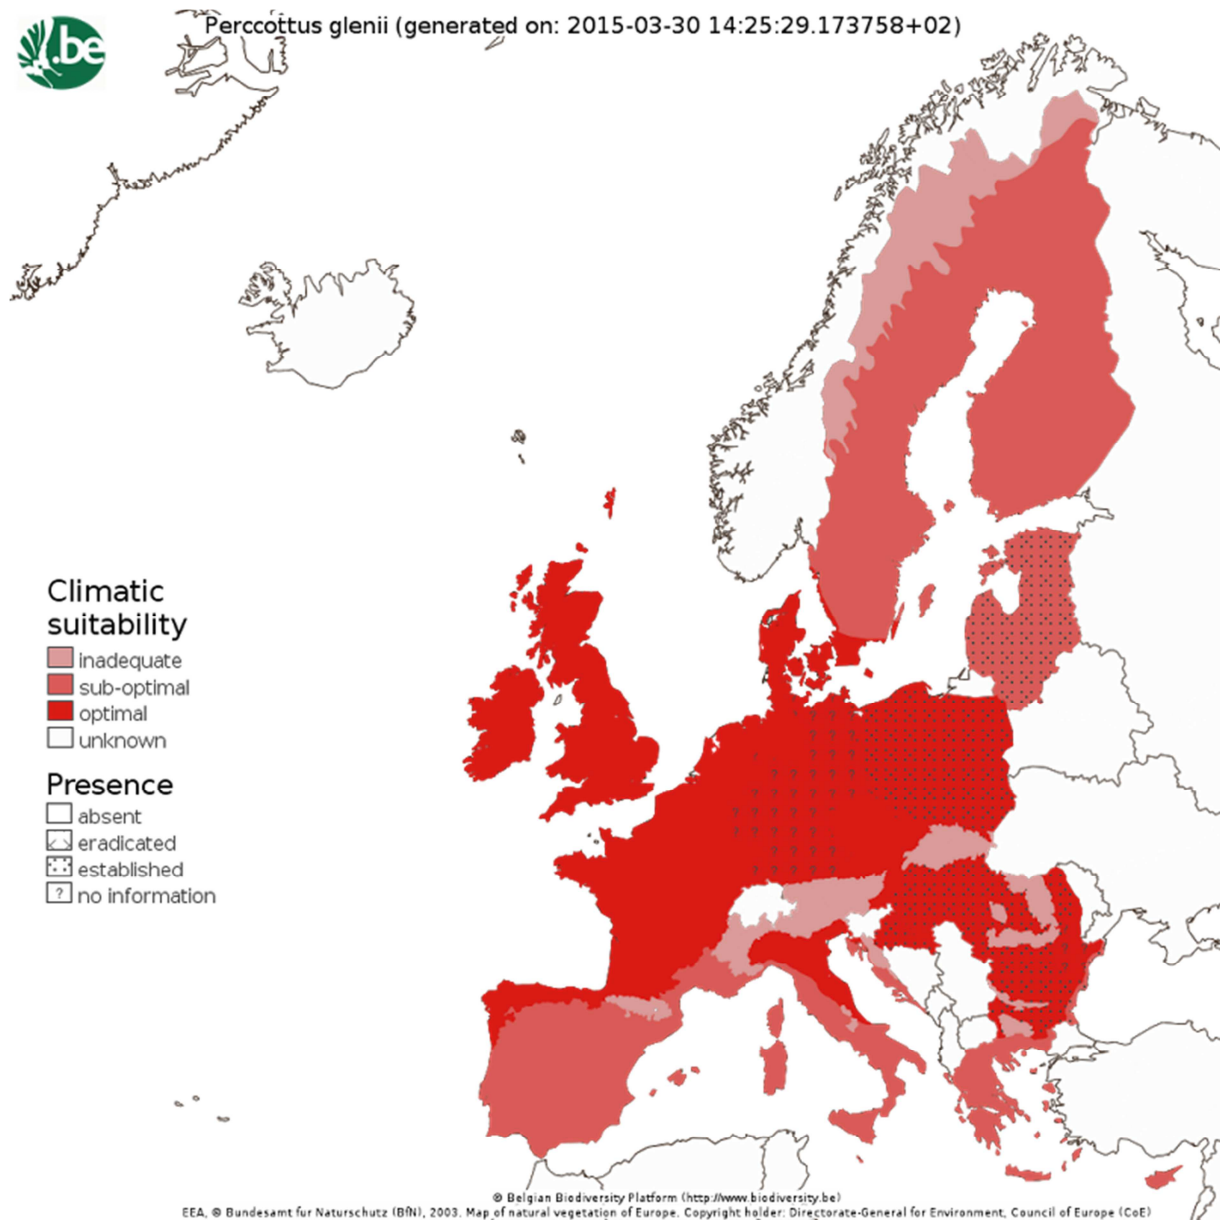 Perccottus glenii (generated on: 2015-03-30 14:25:29.173758+02)
.be
Climatic
suitability
inadequate
sub-optimal
optimal
unknown
Presence
absent
eradicated
established
? no information
© Belgian Biodiversity Platform (http://www.biodiversity.be)
EEA, © Bundesamt fur Naturschutz (BfN), 2003. Map of natural vegetation of Europe. Copyright holder: Directorate-General for Environment, Council of Europe (CoE)